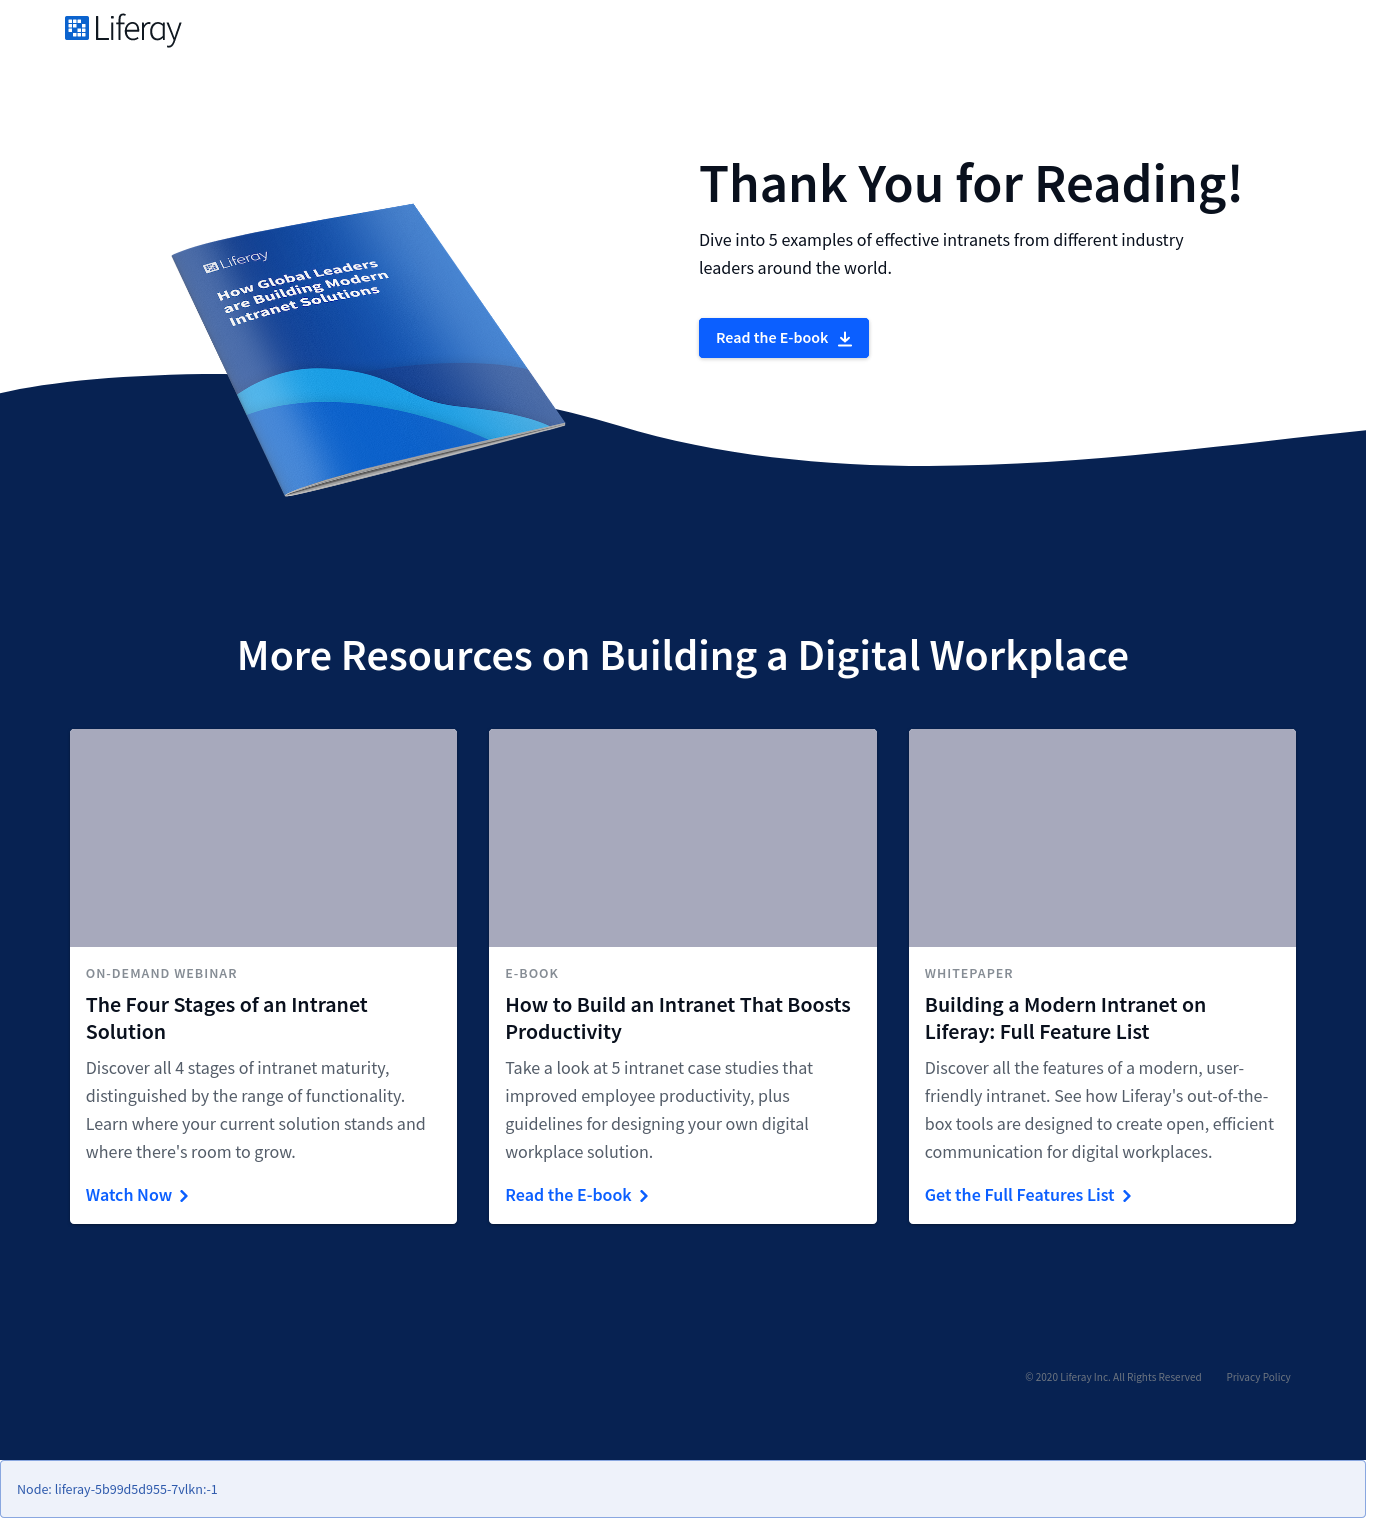 Liferay
Thank You for Reading!
Dive into 5 examples of effective intranets from different industry
leaders around the world.
Read the E-book
Liferay
How Global Leaders
are Building Modern
Intranet Solutions
More Resources on Building a Digital Workplace
ON-DEMAND WEBINAR
The Four Stages of an Intranet
Solution
Discover all 4 stages of intranet maturity,
distinguished by the range of functionality.
Learn where your current solution stands and
where there's room to grow.
Watch Now
E-BOOK
How to Build an Intranet That Boosts
Productivity
Take a look at 5 intranet case studies that
improved employee productivity, plus
guidelines for designing your own digital
workplace solution.
Read the E-book
WHITEPAPER
Building a Modern Intranet on
Liferay: Full Feature List
Discover all the features of a modern, user-
friendly intranet. See how Liferay's out-of-the-
box tools are designed to create open, efficient
communication for digital workplaces.
Get the Full Features List
© 2020 Liferay Inc. All Rights Reserved Privacy Policy
Node: liferay-5b99d5d955-7vlkn:-1